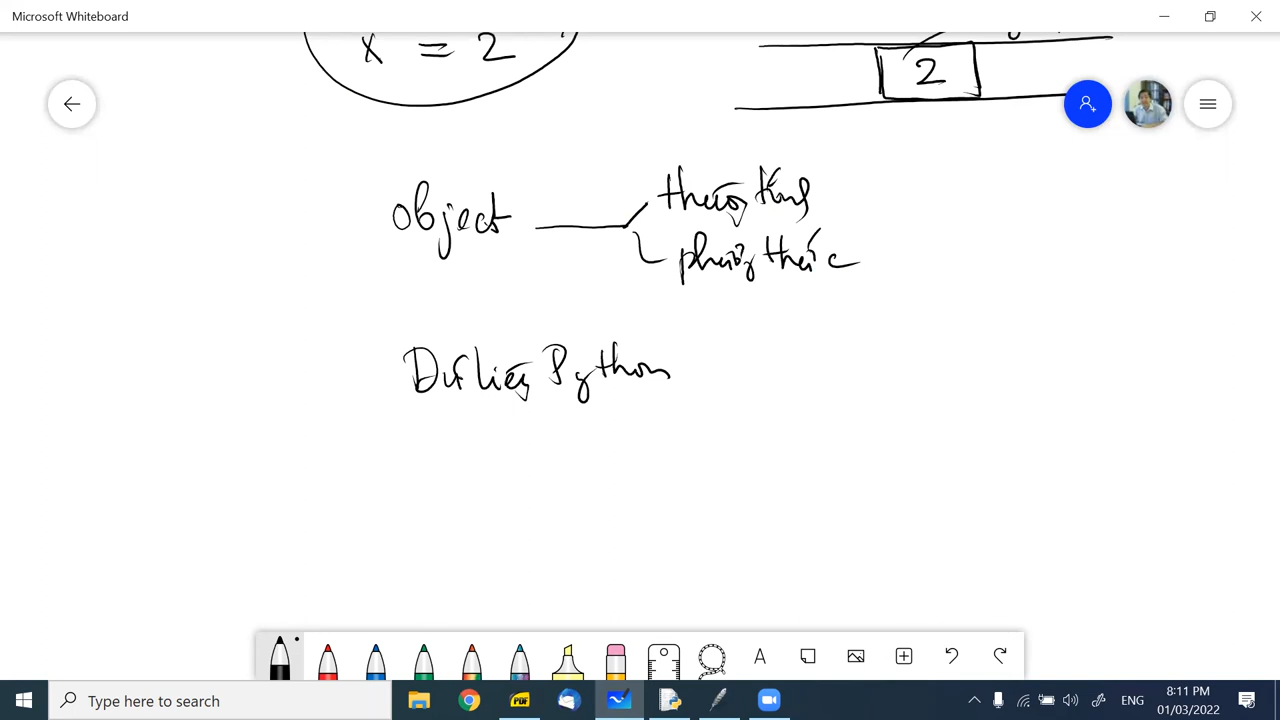 Microsoft Whiteboard
x = 2
2
object
thuộc tính
phương thức
Dữ liệu Python
A
Type here to search
PDF
ENG
8:11 PM
01/03/2022